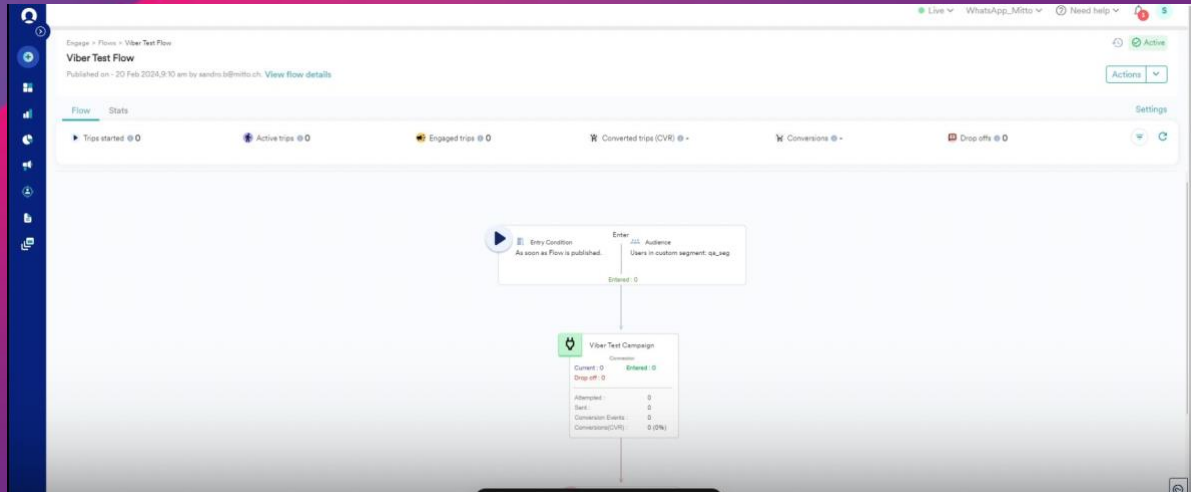 Live WhatsApp_Mitto Need help S
Engage > Flows > Viber Test Flow
Viber Test Flow
Active
Published on - 20 Feb 2024,9:10 am by sandro.b@mitto.ch. View flow details
Actions
Flow Stats Settings
Trips started 0 Active trips 0 Engaged trips 0 Converted trips (CVR) - Conversions - Drop offs 0
Enter
Entry Condition Audience
As soon as Flow is published. Users in custom segment: qa_seg
Entered : 0
Viber Test Campaign
Connector
Current : 0 Entered : 0
Drop off : 0
Attempted : 0
Sent : 0
Conversion Events : 0
Conversions(CVR) : 0 (0%)